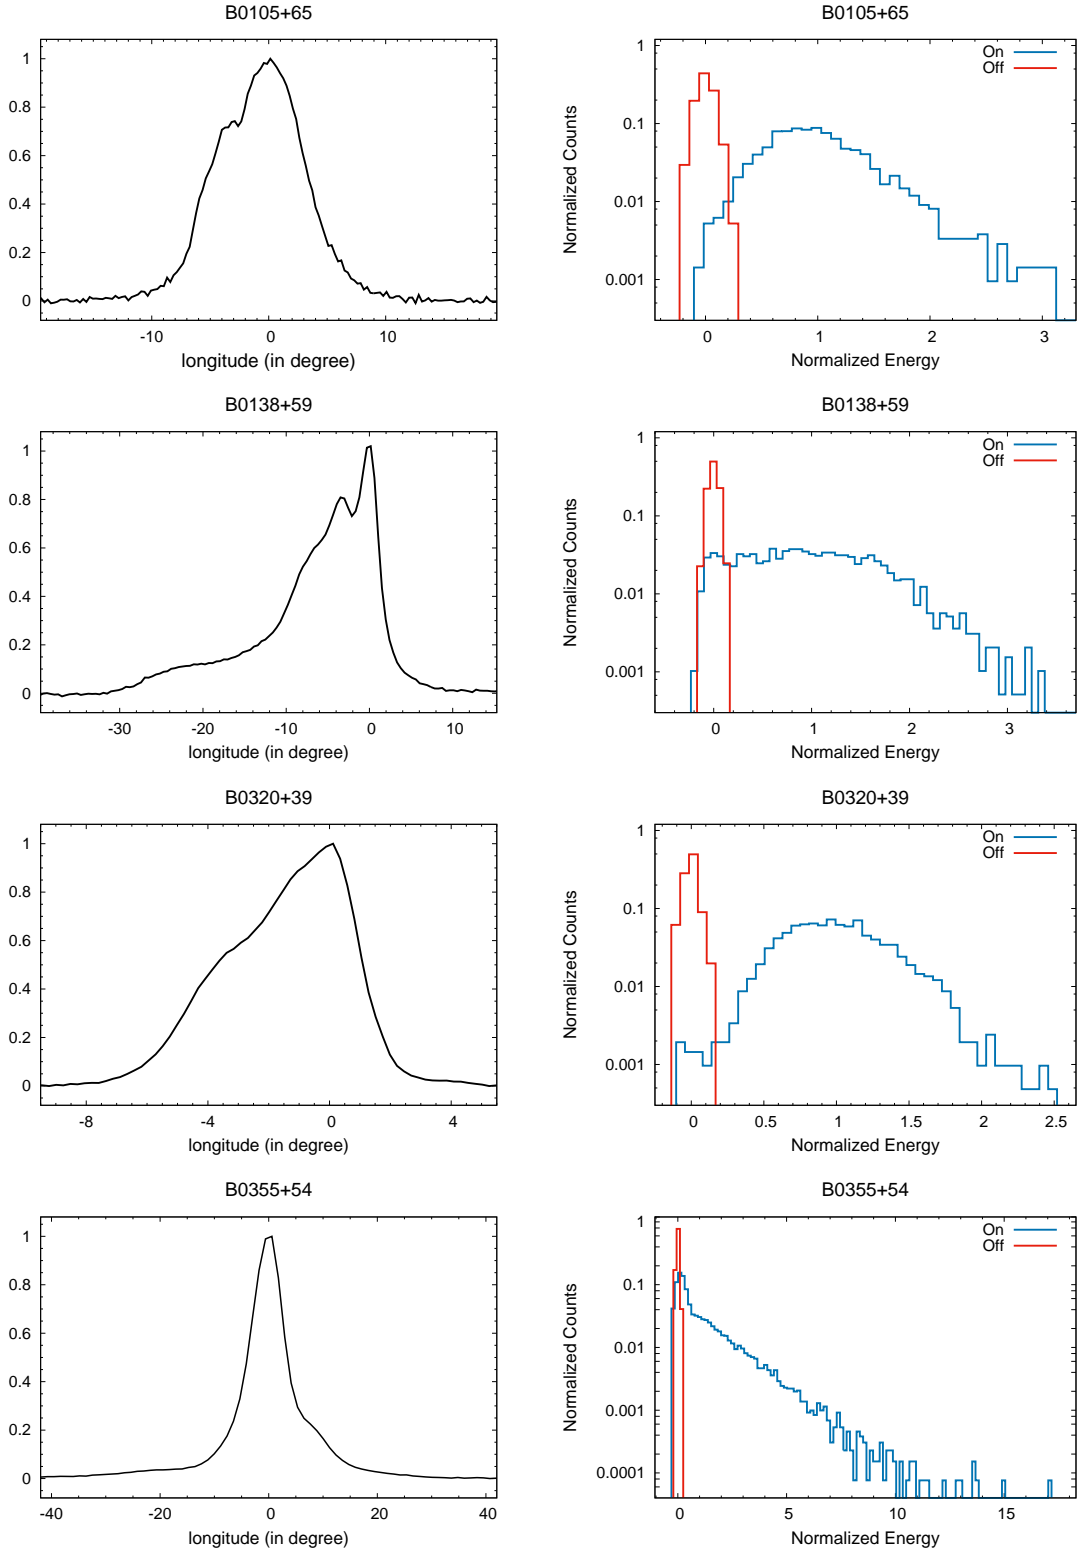 B0105+65
B0105+65
1
0.8
0.6
0.4
0.2
0
-10
0
10
longitude (in degree)
Normalized Counts
1
0.1
0.01
0.001
On
Off
0
1
2
3
Normalized Energy
B0138+59
B0138+59
1
0.8
0.6
0.4
0.2
0
-30
-20
-10
0
10
longitude (in degree)
Normalized Counts
1
0.1
0.01
0.001
On
Off
0
1
2
3
Normalized Energy
B0320+39
B0320+39
1
0.8
0.6
0.4
0.2
0
-8
-4
0
4
longitude (in degree)
Normalized Counts
1
0.1
0.01
0.001
On
Off
0
0.5
1
1.5
2
2.5
Normalized Energy
B0355+54
B0355+54
1
0.8
0.6
0.4
0.2
0
-40
-20
0
20
40
longitude (in degree)
Normalized Counts
1
0.1
0.01
0.001
0.0001
On
Off
0
5
10
15
Normalized Energy